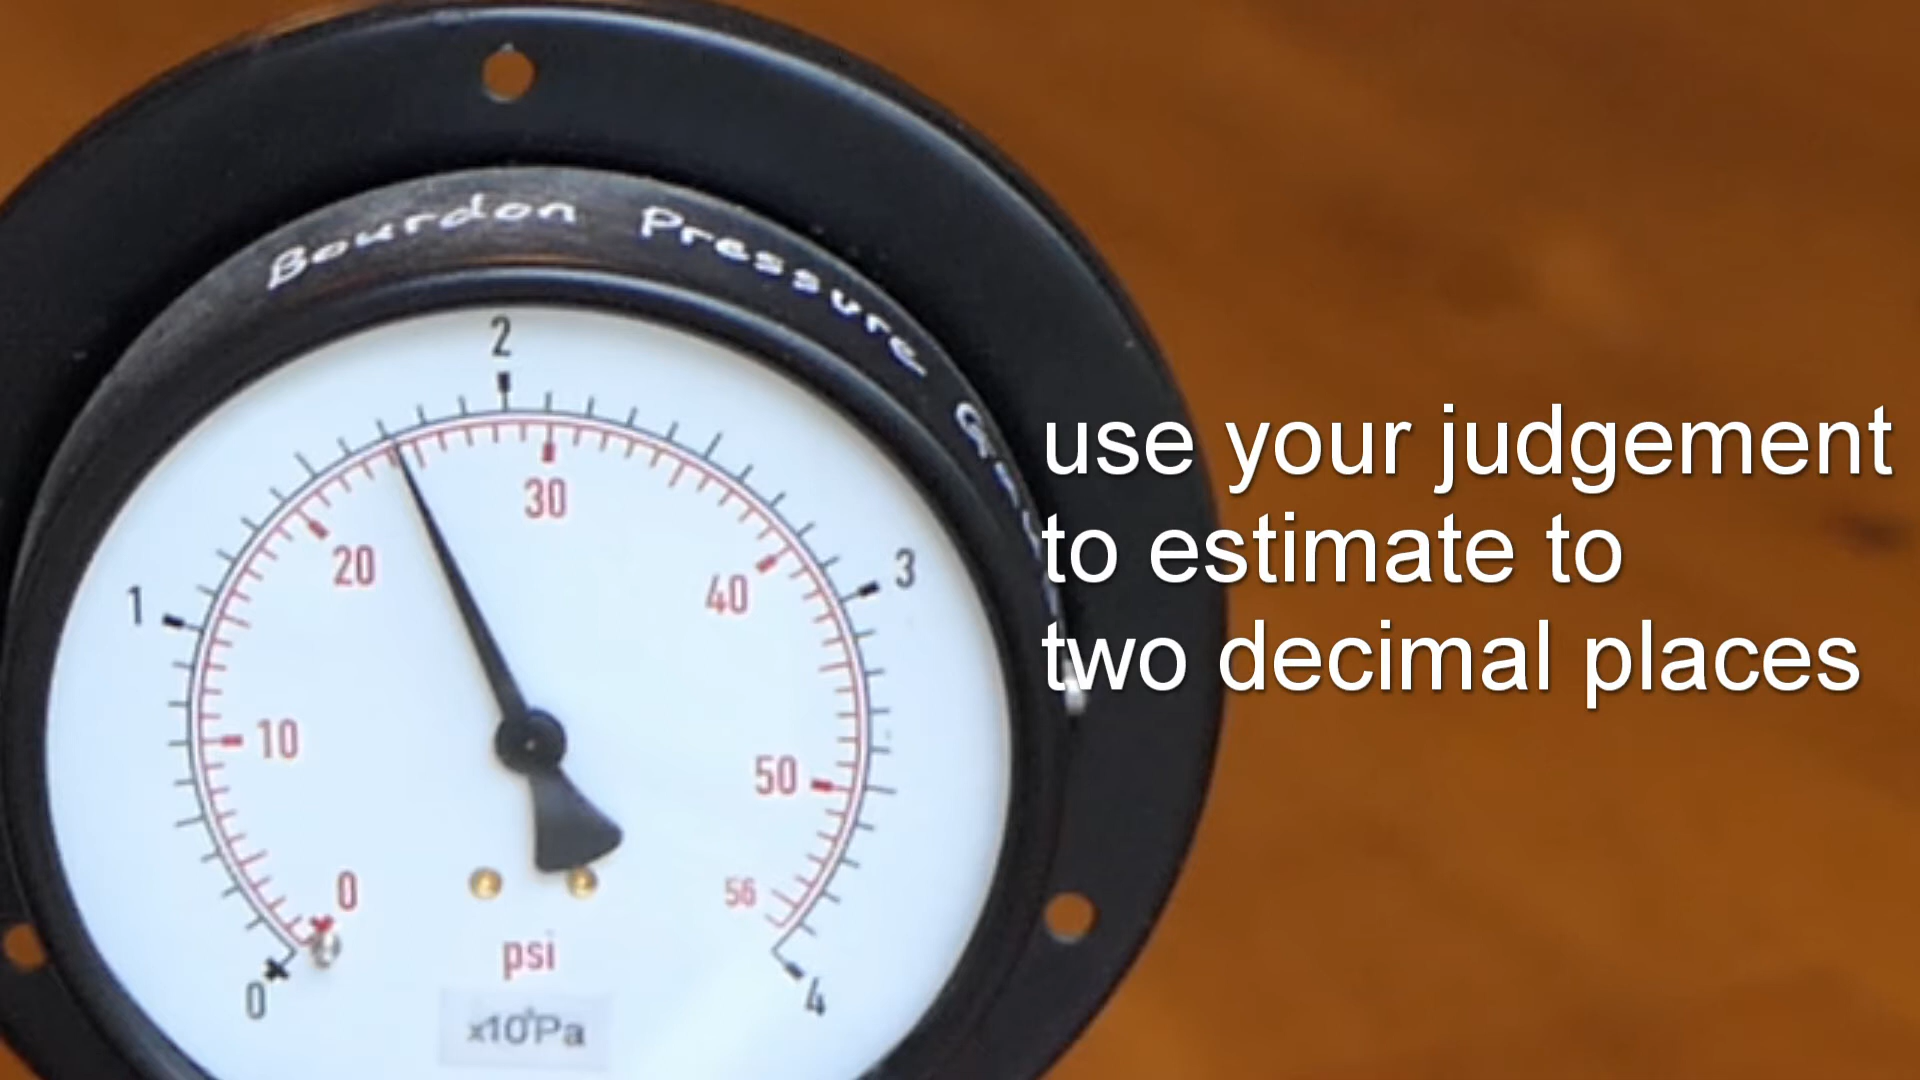 Bourdon Pressure
2
30
20
3
40
1
10
50
0
56
psi
0
4
x10⁵Pa
use your judgement
to estimate to
two decimal places